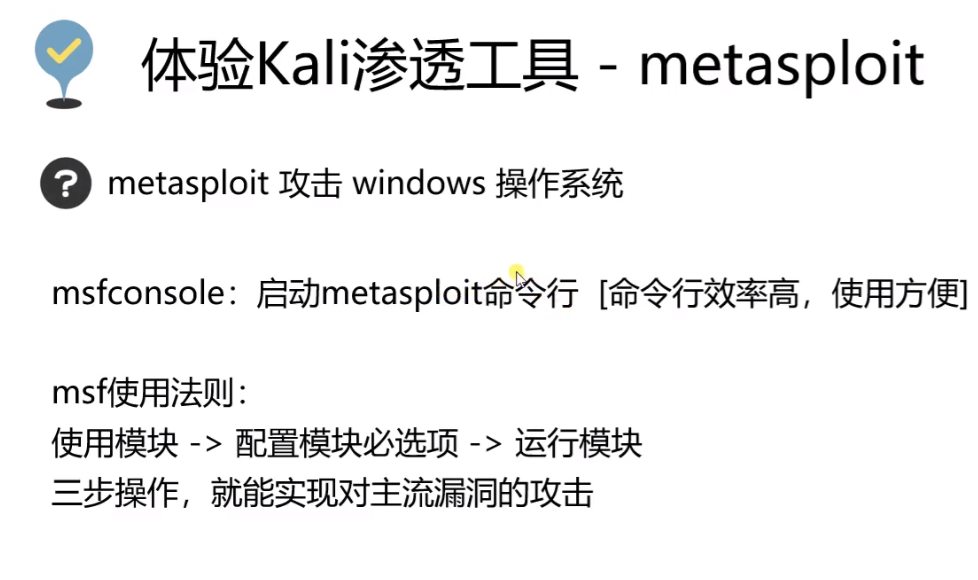 体验Kali渗透工具 - metasploit
? metasploit 攻击 windows 操作系统
msfconsole：启动metasploit命令行 [命令行效率高，使用方便]
msf使用法则：
使用模块 -> 配置模块必选项 -> 运行模块
三步操作，就能实现对主流漏洞的攻击